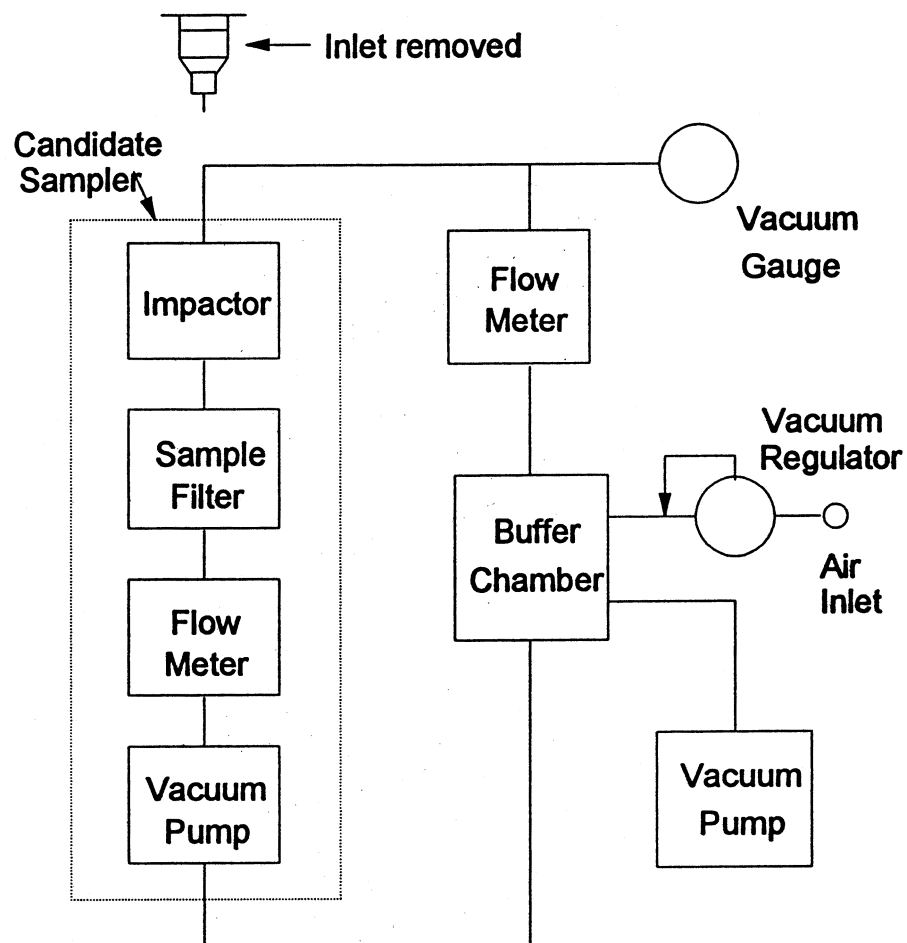 Inlet removed
Candidate
Sampler
Vacuum
Gauge
Impactor
Flow
Meter
Sample
Filter
Vacuum
Regulator
Buffer
Chamber
Air
Inlet
Flow
Meter
Vacuum
Pump
Vacuum
Pump